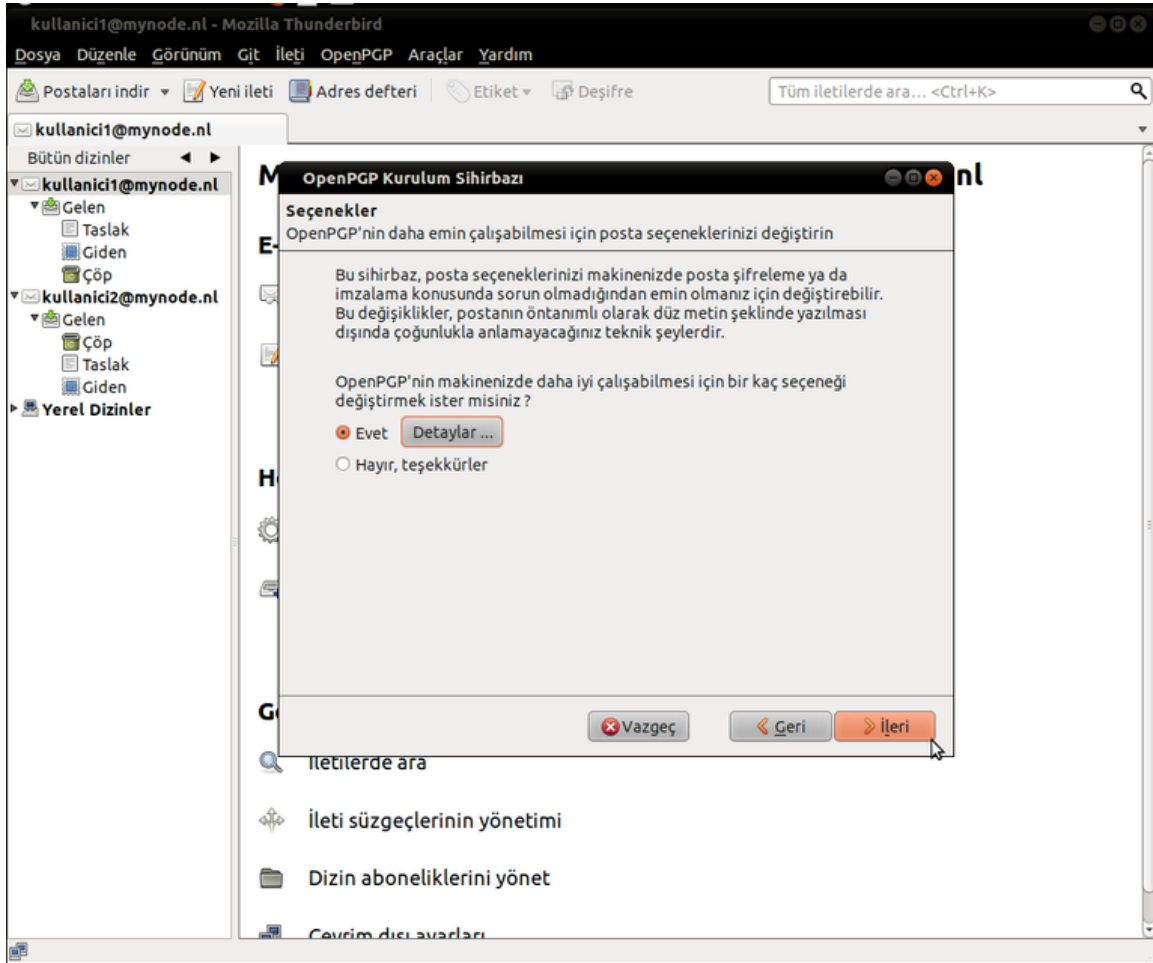 kullanici1@mynode.nl - Mozilla Thunderbird
Dosya Düzenle Görünüm Git İleti OpenPGP Araçlar Yardım
Postaları indir Yeni ileti Adres defteri Etiket Deşifre Tüm iletilerde ara... <Ctrl+K>
kullanici1@mynode.nl
Bütün dizinler
kullanici1@mynode.nl
Gelen
Taslak
Giden
Çöp
kullanici2@mynode.nl
Gelen
Çöp
Taslak
Giden
Yerel Dizinler
M nl
E-
H
G
OpenPGP Kurulum Sihirbazı
Seçenekler
OpenPGP'nin daha emin çalışabilmesi için posta seçeneklerinizi değiştirin
Bu sihirbaz, posta seçeneklerinizi makinenizde posta şifreleme ya da
imzalama konusunda sorun olmadığından emin olmanız için değiştirebilir.
Bu değişiklikler, postanın öntanımlı olarak düz metin şeklinde yazılması
dışında çoğunlukla anlamayacağınız teknik şeylerdir.
OpenPGP'nin makinenizde daha iyi çalışabilmesi için bir kaç seçeneği
değiştirmek ister misiniz ?
Evet Detaylar ...
Hayır, teşekkürler
Vazgeç Geri İleri
İletilerde ara
İleti süzgeçlerinin yönetimi
Dizin aboneliklerini yönet
Çevrim dışı ayarları